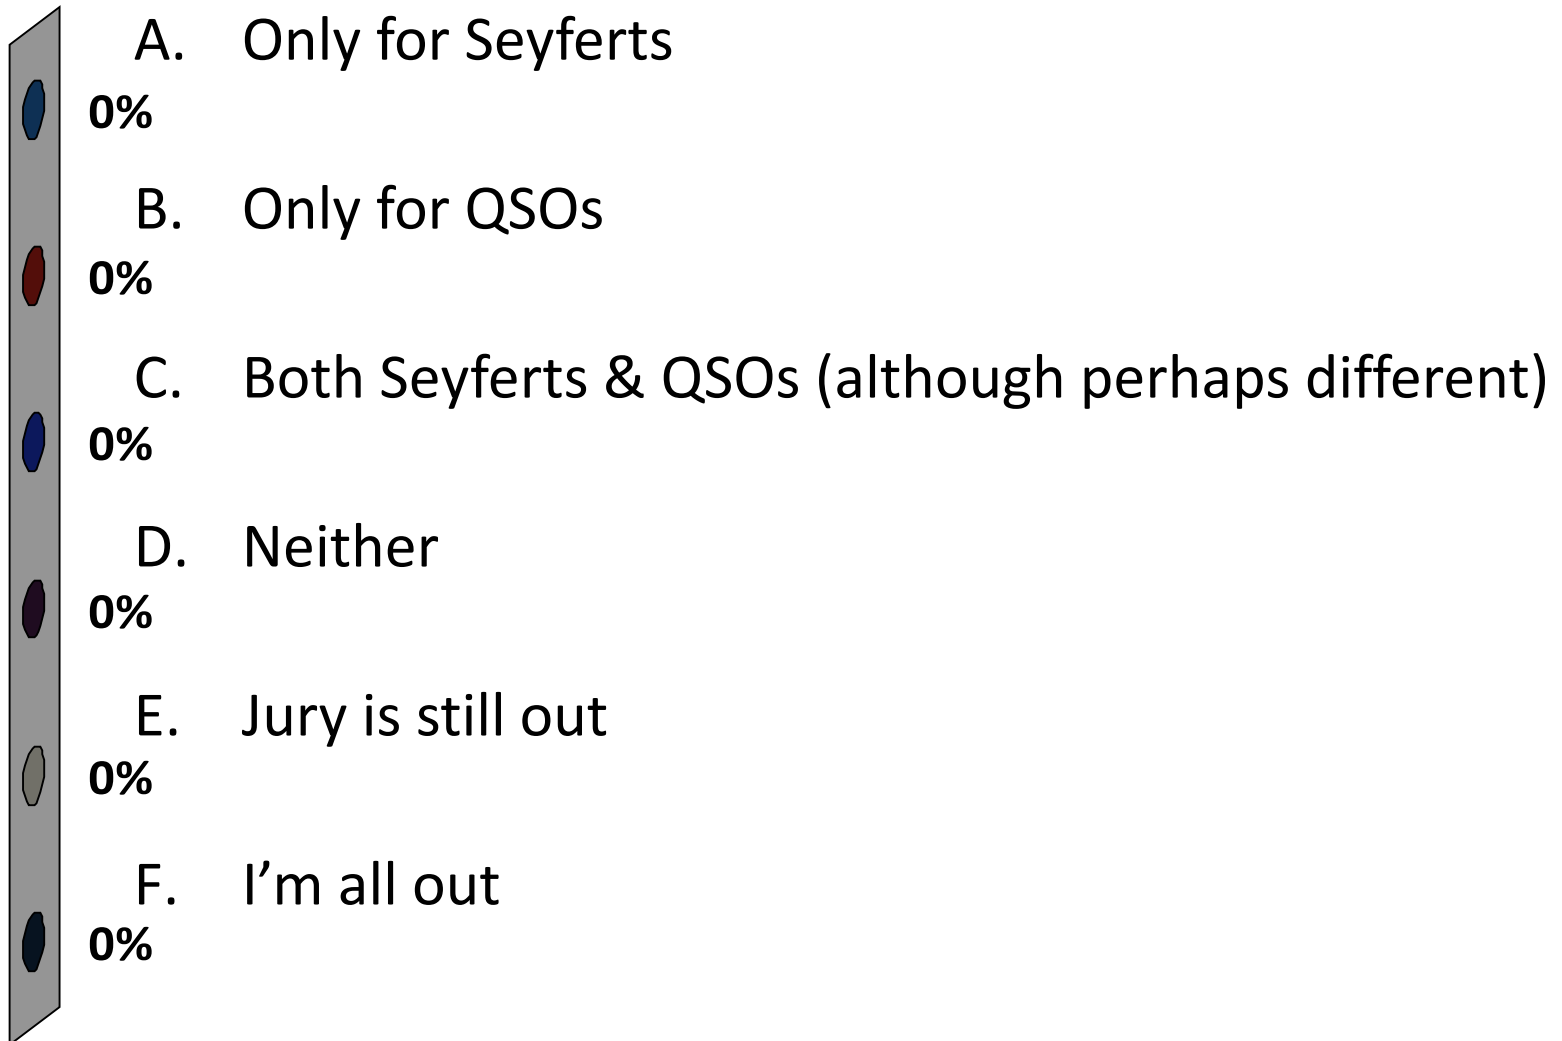 A. Only for Seyferts
0%
B. Only for QSOs
0%
C. Both Seyferts & QSOs (although perhaps different)
0%
D. Neither
0%
E. Jury is still out
0%
F. I’m all out
0%